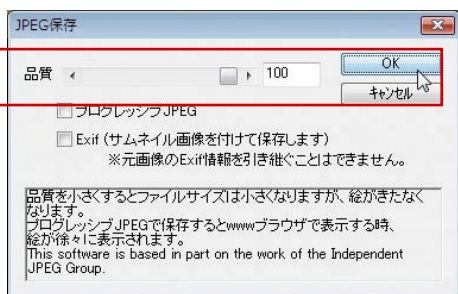 JPEG保存
品質 100 OK
キャンセル
プログレッシブJPEG
Exif (サムネイル画像を付けて保存します)
※元画像のExif情報を引き継ぐことはできません。
品質を小さくするとファイルサイズは小さくなりますが、絵がきたなく
なります。
プログレッシブJPEGで保存するとwwwブラウザで表示する時、
絵が徐々に表示されます。
This software is based in part on the work of the Independent
JPEG Group.